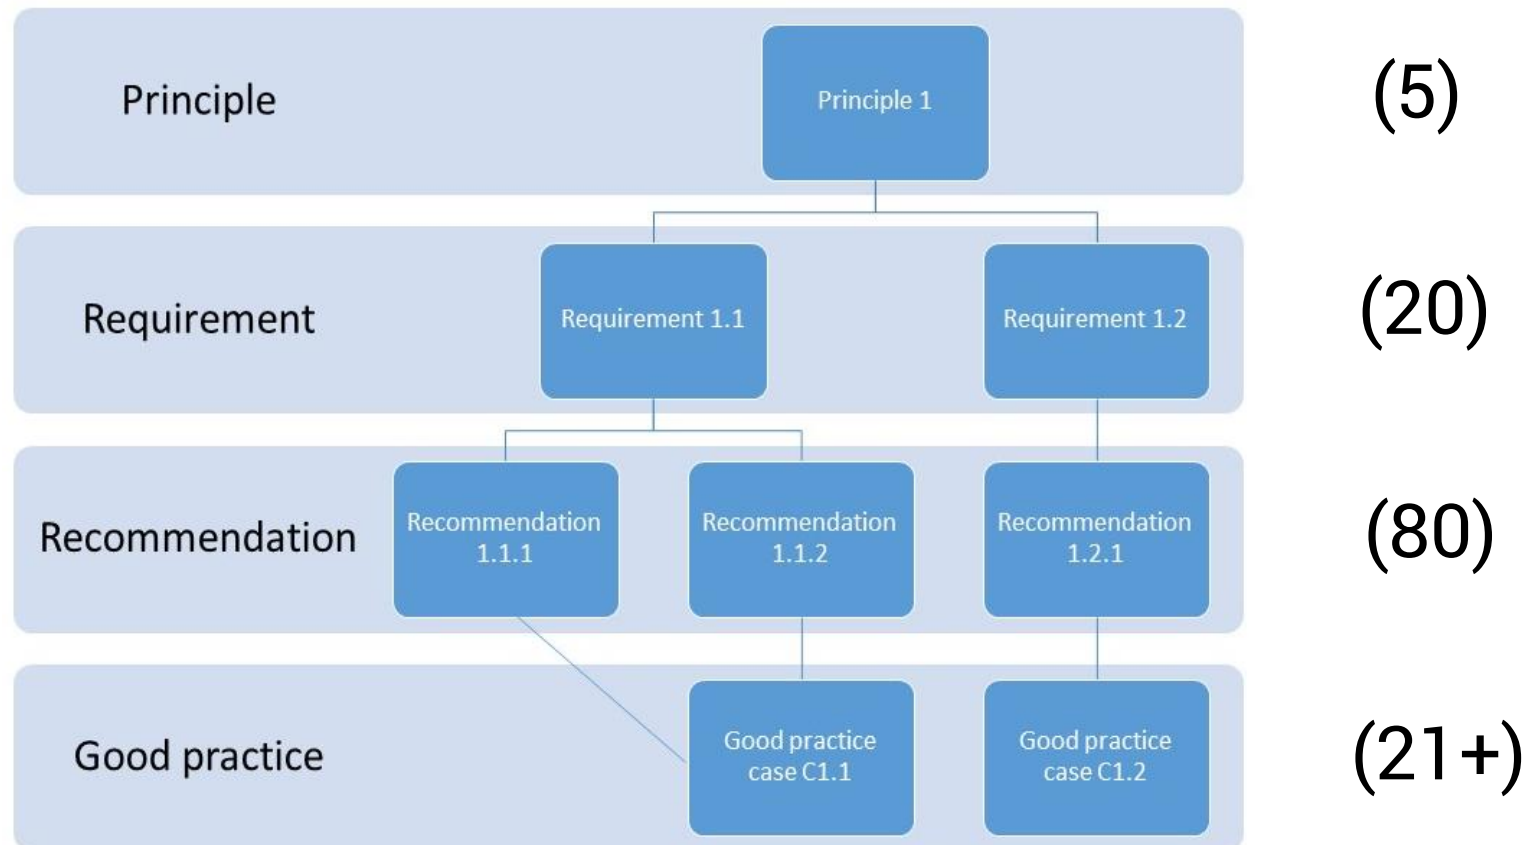 Principle
Principle 1
(5)
Requirement
Requirement 1.1
Requirement 1.2
(20)
Recommendation
Recommendation
1.1.1
Recommendation
1.1.2
Recommendation
1.2.1
(80)
Good practice
Good practice
case C1.1
Good practice
case C1.2
(21+)